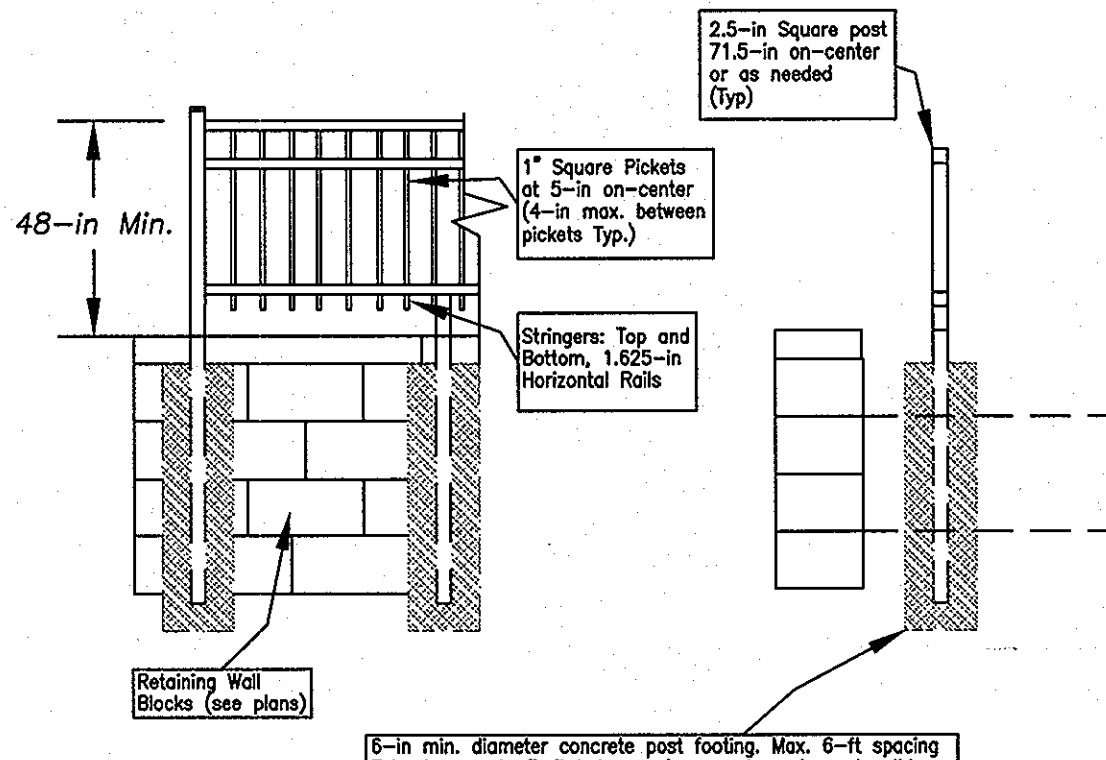 2.5-in Square post
71.5-in on-center
or as needed
(Typ)
48-in Min.
1" Square Pickets
at 5-in on-center
(4-in max. between
pickets Typ.)
Stringers: Top and
Bottom, 1.625-in
Horizontal Rails
Retaining Wall
Blocks (see plans)
6-in min. diameter concrete post footing. Max. 6-ft spacing